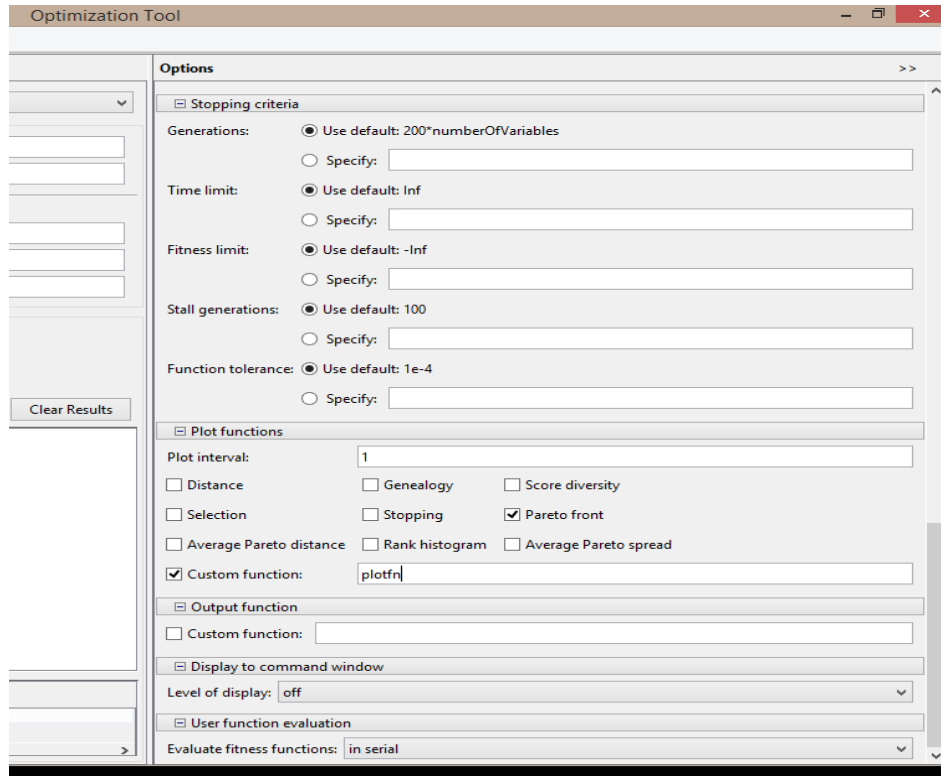 Optimization Tool
Options >>
Stopping criteria
Generations: Use default: 200*numberOfVariables
Specify:
Time limit: Use default: Inf
Specify:
Fitness limit: Use default: -Inf
Specify:
Stall generations: Use default: 100
Specify:
Function tolerance: Use default: 1e-4
Specify:
Clear Results
Plot functions
Plot interval: 1
Distance Genealogy Score diversity
Selection Stopping Pareto front
Average Pareto distance Rank histogram Average Pareto spread
Custom function: plotfn
Output function
Custom function:
Display to command window
Level of display: off
User function evaluation
Evaluate fitness functions: in serial